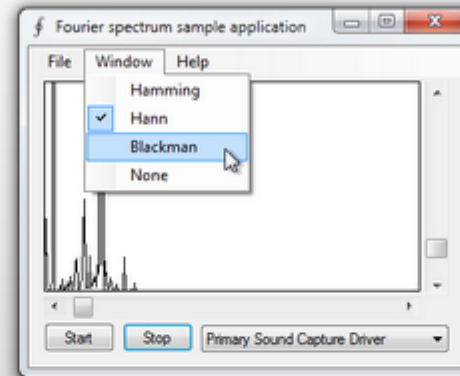 Fourier spectrum sample application
File Window Help
Hamming
Hann
Blackman
None
Start Stop Primary Sound Capture Driver